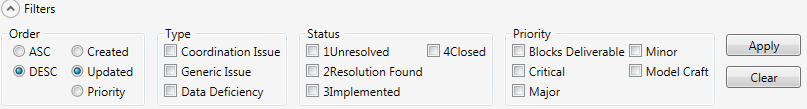 Filters
Order Type Status Priority
ASC Created Coordination Issue 1Unresolved 4Closed Blocks Deliverable Minor Apply
DESC Updated Generic Issue 2Resolution Found Critical Model Craft Clear
Priority Data Deficiency 3Implemented Major